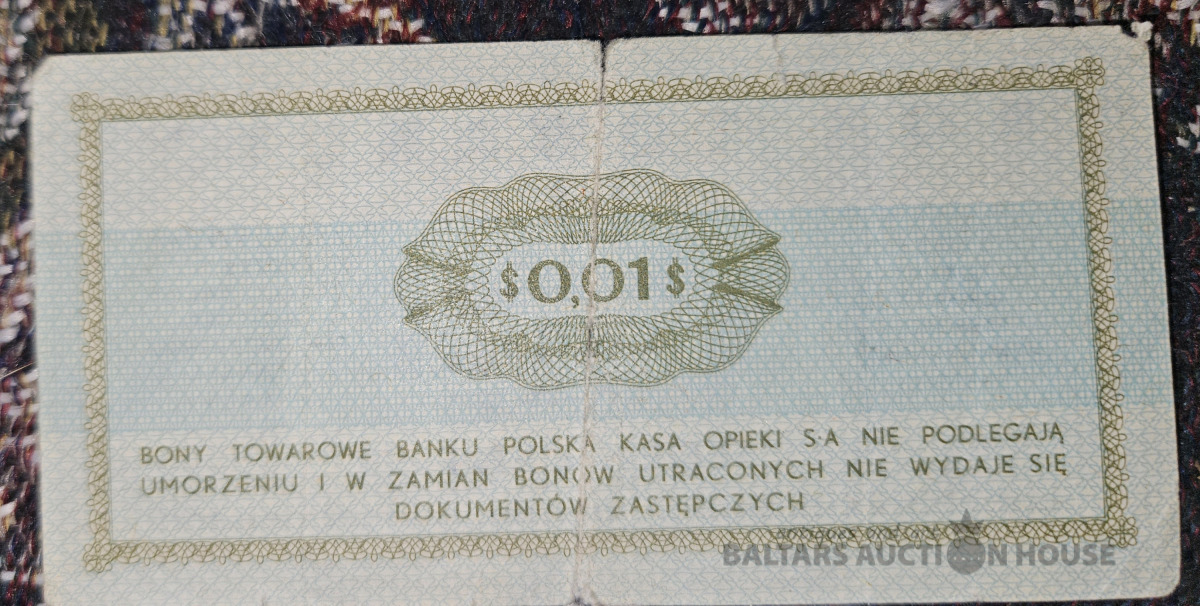 $0,01$
BONY TOWAROWE BANKU POLSKA KASA OPIEKI S·A NIE PODLEGAJĄ
UMORZENIU I W ZAMIAN BONÓW UTRACONYCH NIE WYDAJE SIĘ
DOKUMENTÓW ZASTĘPCZYCH
BALTARS AUCTION HOUSE